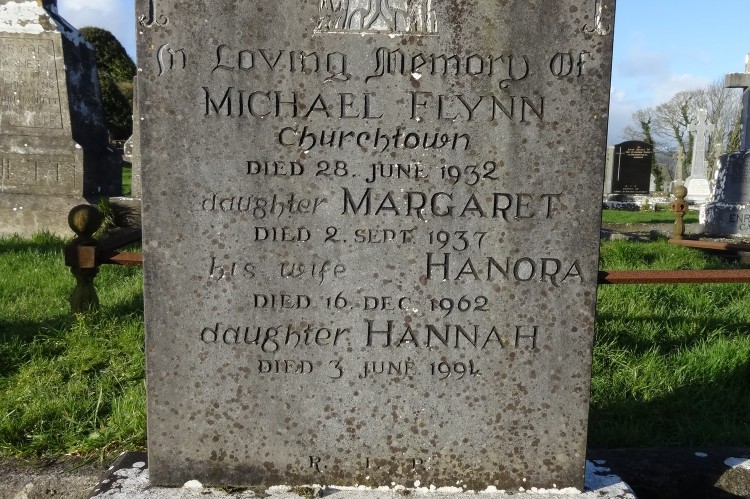 In Loving Memory Of
MICHAEL FLYNN
Churchtown
DIED 28. JUNE 1932
daughter MARGARET
DIED 2. SEPT. 1937
his wife HANORA
DIED 16. DEC. 1962
daughter HANNAH
DIED 3 JUNE 1994
R. I. P.